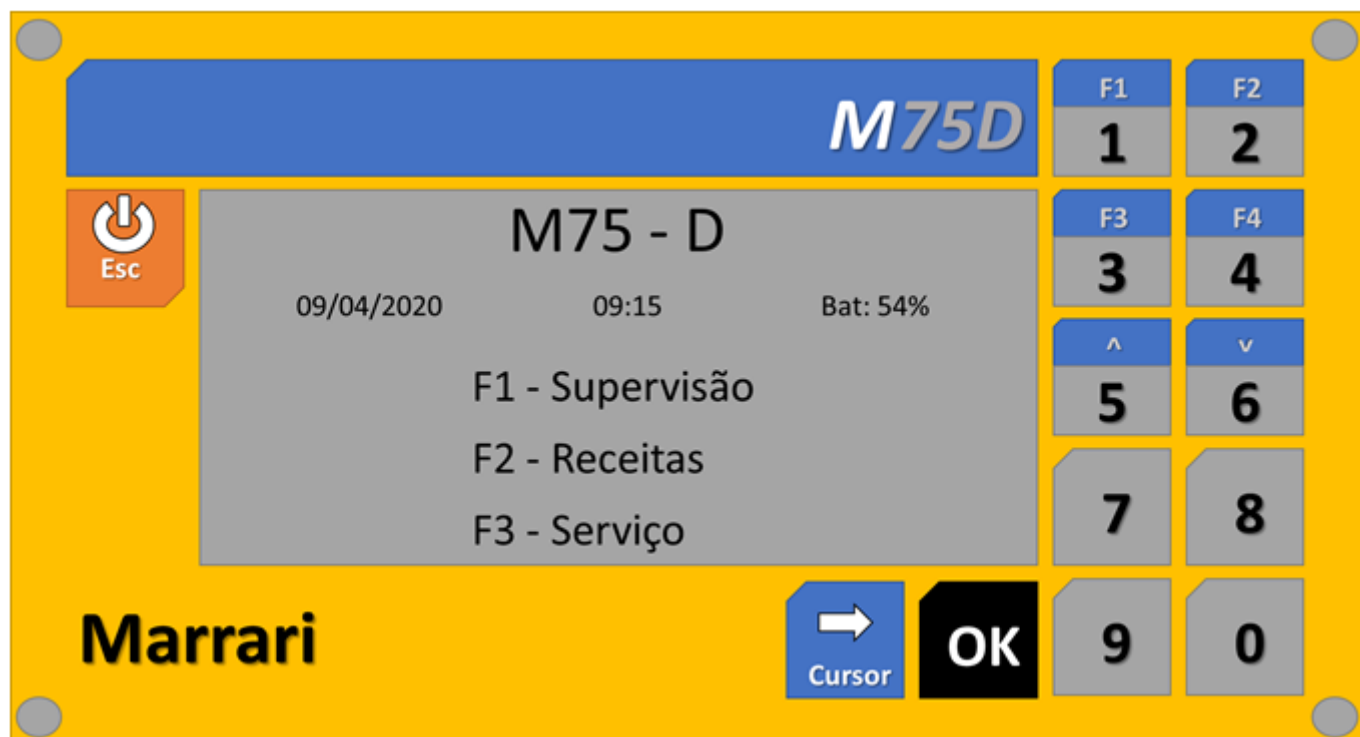 M75D
F1 F2
1 2
Esc
M75 - D
F3 F4
3 4
09/04/2020 09:15 Bat: 54%
^ v
5 6
F1 - Supervisão
F2 - Receitas
F3 - Serviço
7 8
Marrari
Cursor
OK
9 0